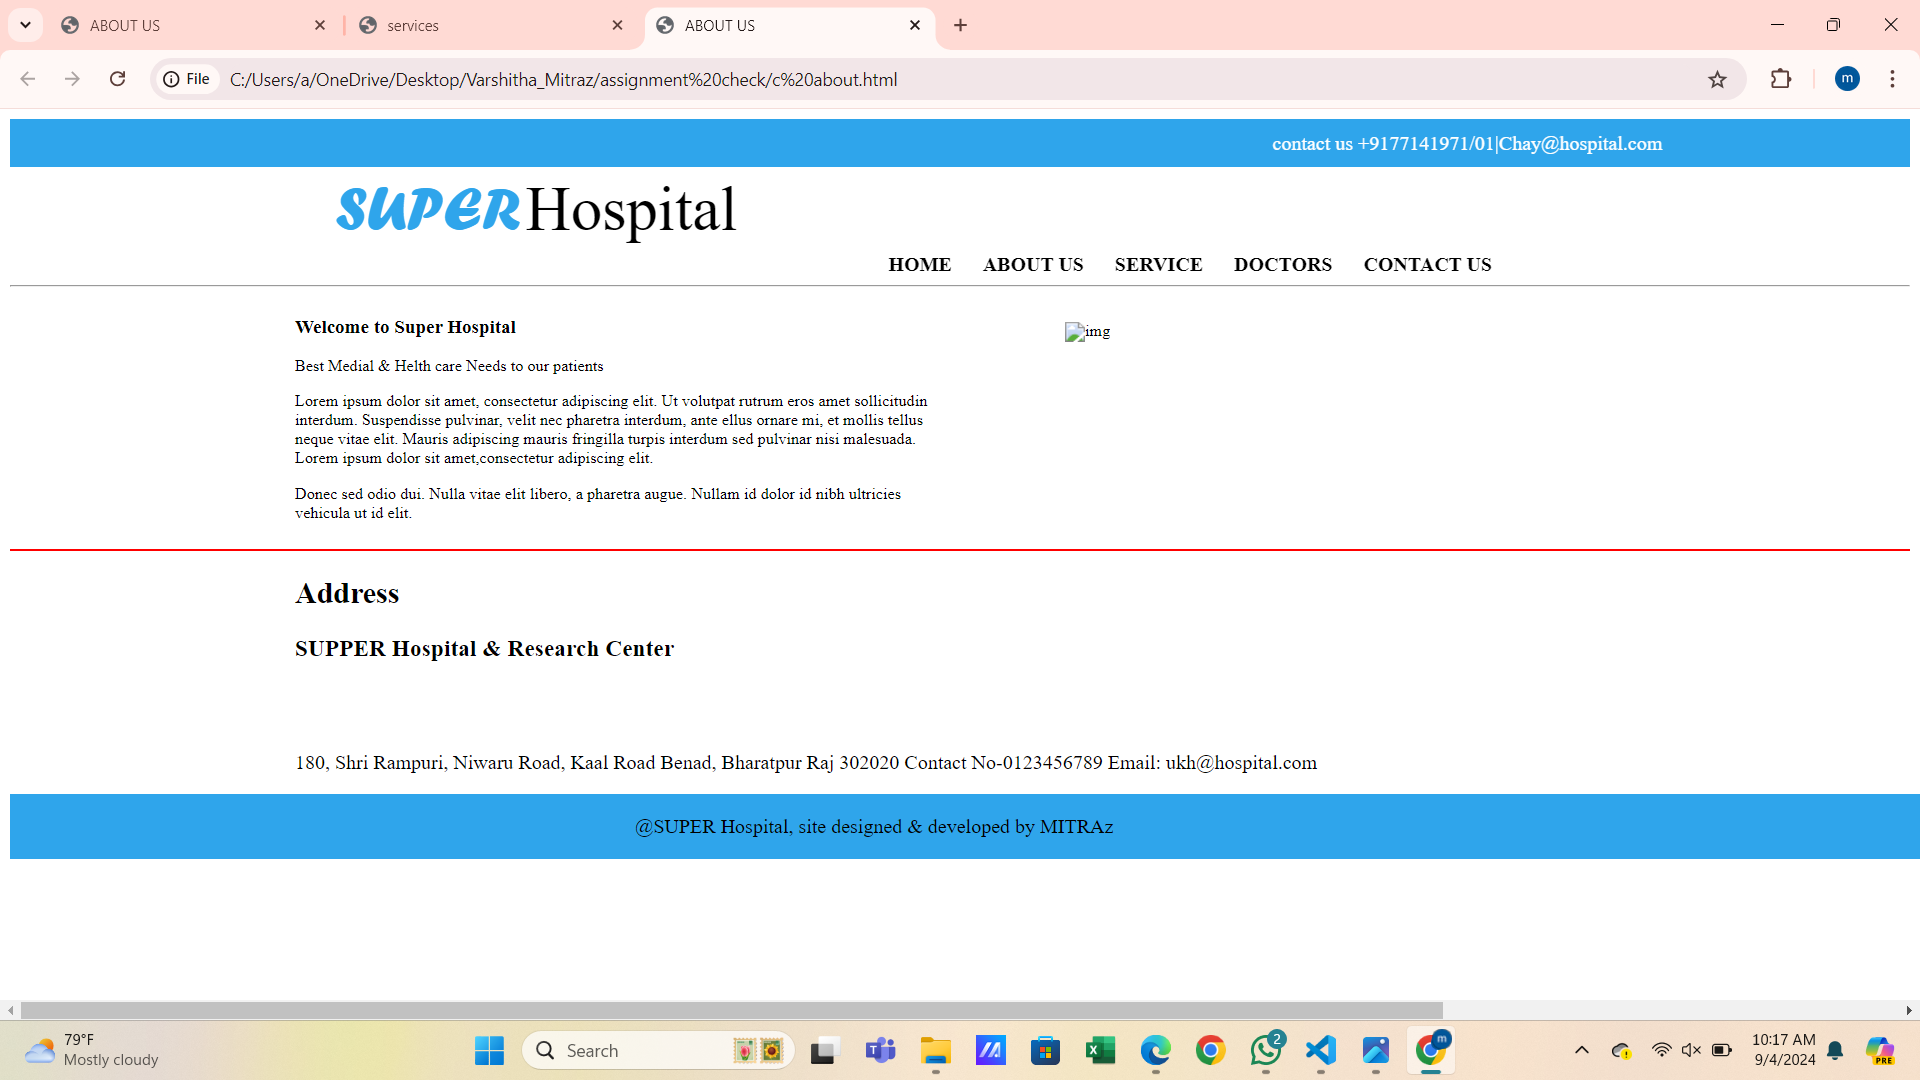 ABOUT US
services
ABOUT US
File
C:/Users/a/OneDrive/Desktop/Varshitha_Mitraz/assignment%20check/c%20about.html
m
contact us +9177141971/01|Chay@hospital.com
SUPER Hospital
HOME ABOUT US SERVICE DOCTORS CONTACT US
Welcome to Super Hospital
img
Best Medial & Helth care Needs to our patients
Lorem ipsum dolor sit amet, consectetur adipiscing elit. Ut volutpat rutrum eros amet sollicitudin
interdum. Suspendisse pulvinar, velit nec pharetra interdum, ante ellus ornare mi, et mollis tellus
neque vitae elit. Mauris adipiscing mauris fringilla turpis interdum sed pulvinar nisi malesuada.
Lorem ipsum dolor sit amet,consectetur adipiscing elit.
Donec sed odio dui. Nulla vitae elit libero, a pharetra augue. Nullam id dolor id nibh ultricies
vehicula ut id elit.
Address
SUPPER Hospital & Research Center
180, Shri Rampuri, Niwaru Road, Kaal Road Benad, Bharatpur Raj 302020 Contact No-0123456789 Email: ukh@hospital.com
@SUPER Hospital, site designed & developed by MITRAz
79°F
Mostly cloudy
Search
2
m
10:17 AM
9/4/2024
PRE